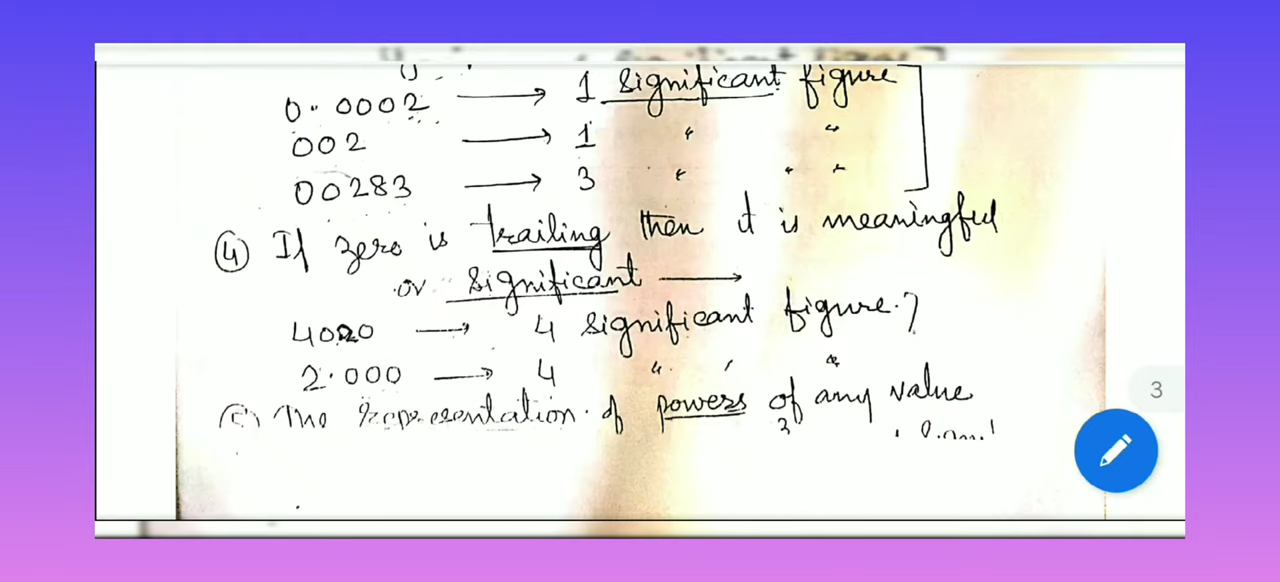 0.0002 → 1 Significant figure
002 → 1 " "
00283 → 3 " " "
④ If zero is trailing then it is meaningful
or Significant →
4020 → 4 significant figure.
2.000 → 4 " " "
The Representation of powers of any value
3